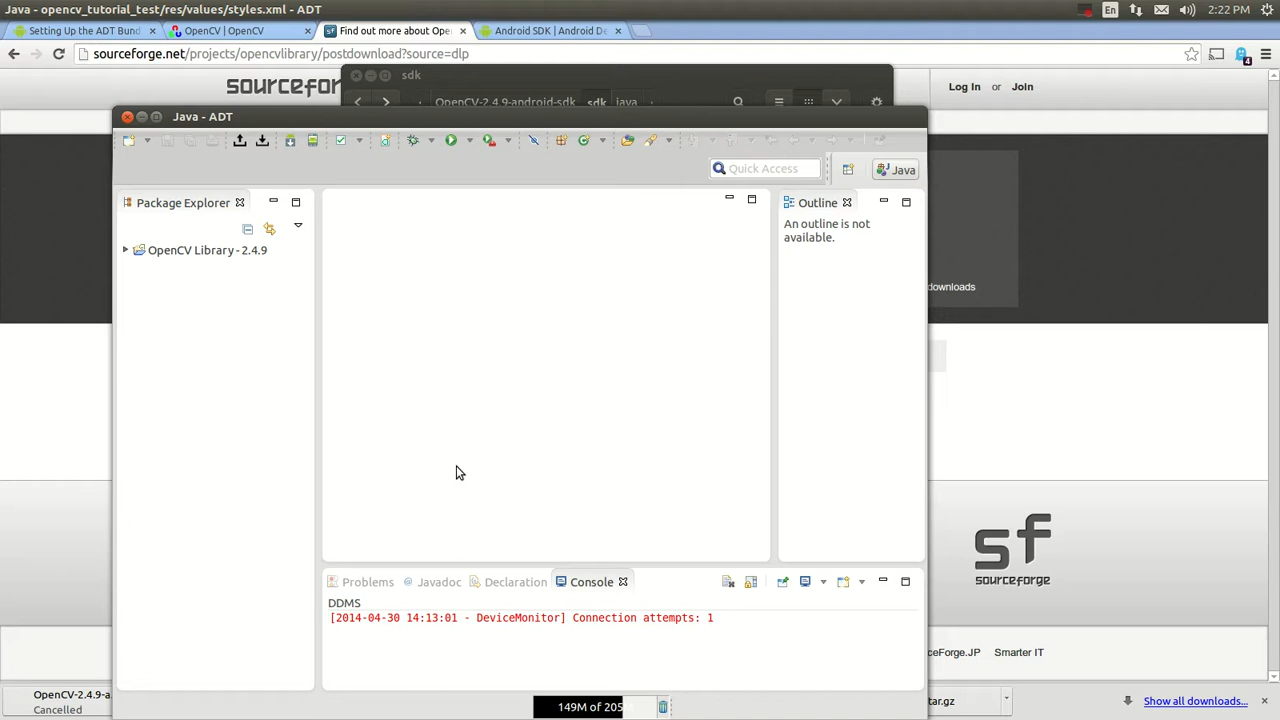 opencv_tutorial_test/res/values/styles.xml - ADT
En
2:22 PM
Setting Up the ADT Bund
OpenCV | OpenCV
Find out more about Ope
Android SDK | Android De
sourceforge.net/projects/opencvlibrary/postdownload?source=dlp
4
sourceforge
sdk
Log In or Join
OpenCV-2.4.9-android-sdk sdk java
Java - ADT
Quick Access
Java
Package Explorer
Outline
OpenCV Library - 2.4.9
An outline is not
available.
downloads
sf
sourceforge
Problems
Javadoc
Declaration
Console
DDMS
[2014-04-30 14:13:01 - DeviceMonitor] Connection attempts: 1
ceForge.JP
Smarter IT
OpenCV-2.4.9-a
Cancelled
149M of 205
tar.gz
Show all downloads...